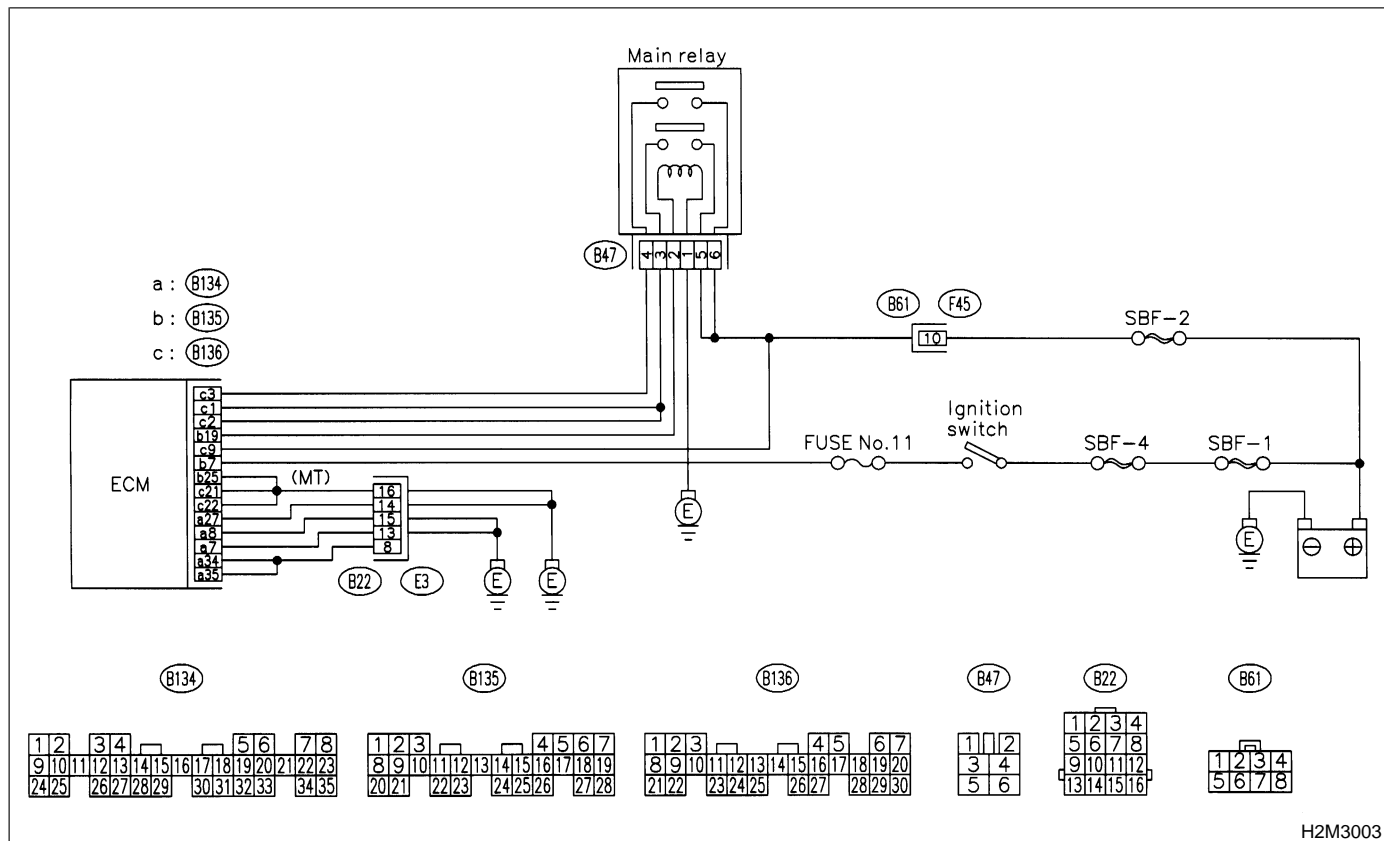 Main relay
B47
4 3 2 1 5 6
a : B134
b : B135
c : B136
B61 F45
10
SBF-2
ECM
c3
c1
c2
b19
c9
b7
b25
c21
c22
a27
a8
a7
a34
a35
(MT)
16
14
15
13
8
B22 E3
E
E
E
FUSE No.11
Ignition
switch
SBF-4
SBF-1
E
⊖ ⊕
B134
1 2 3 4 5 6 7 8
9 10 11 12 13 14 15 16 17 18 19 20 21 22 23
24 25 26 27 28 29 30 31 32 33 34 35
B135
1 2 3 4 5 6 7
8 9 10 11 12 13 14 15 16 17 18 19
20 21 22 23 24 25 26 27 28
B136
1 2 3 4 5 6 7
8 9 10 11 12 13 14 15 16 17 18 19 20
21 22 23 24 25 26 27 28 29 30
B47
1 2
3 4
5 6
B22
1 2 3 4
5 6 7 8
9 10 11 12
13 14 15 16
B61
1 2 3 4
5 6 7 8
H2M3003